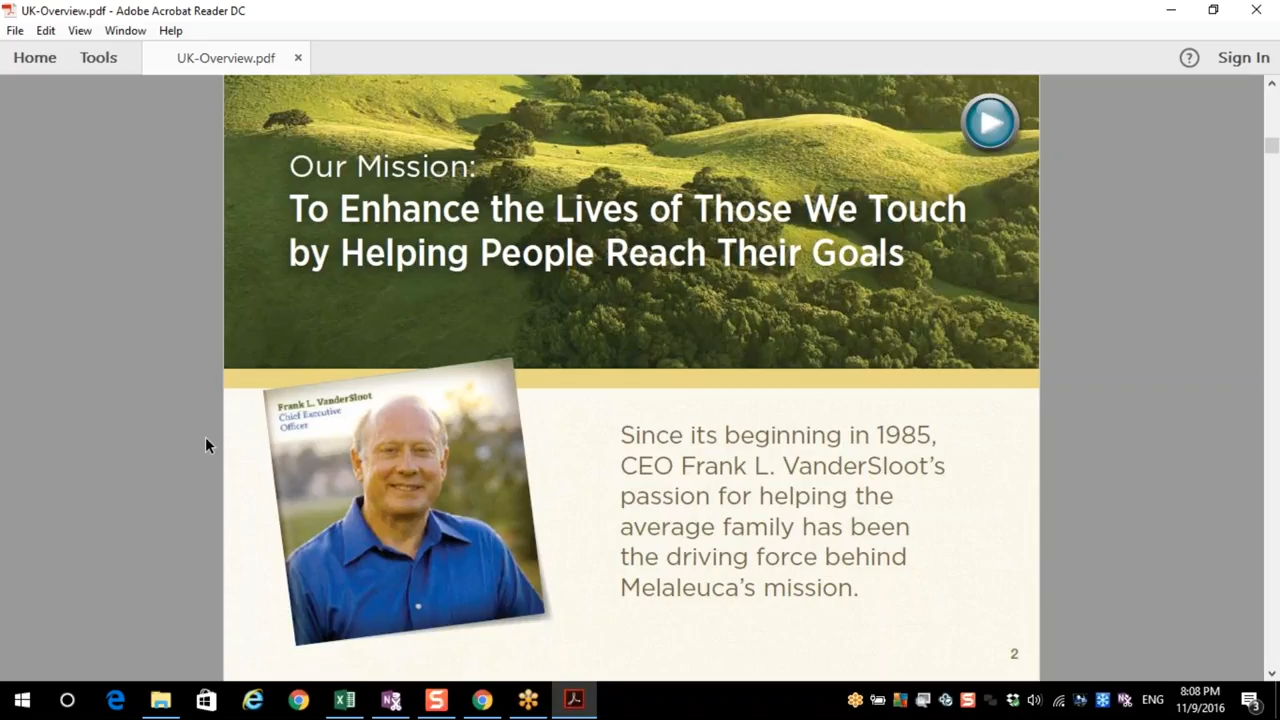 UK-Overview.pdf - Adobe Acrobat Reader DC
File Edit View Window Help
Home Tools UK-Overview.pdf × ? Sign In
Our Mission:
To Enhance the Lives of Those We Touch
by Helping People Reach Their Goals
Frank L. VanderSloot
Chief Executive
Officer
Since its beginning in 1985,
CEO Frank L. VanderSloot’s
passion for helping the
average family has been
the driving force behind
Melaleuca’s mission.
2
ENG
8:08 PM
11/9/2016
3